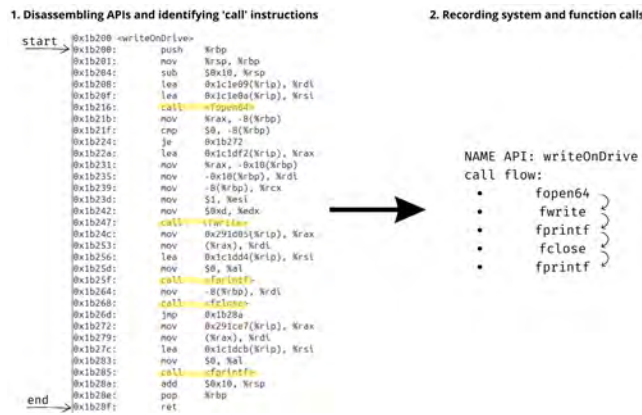 1. Disassembling APIs and identifying 'call' instructions
2. Recording system and function calls
start
0x1b200 <writeOnDrive>
0x1b200: push %rbp
0x1b201: mov %rsp, %rbp
0x1b204: sub $0x10, %rsp
0x1b208: lea 0x1c1e09(%rip), %rdi
0x1b20f: lea 0x1c1e0a(%rip), %rsi
0x1b216: call <fopen64>
0x1b21b: mov %rax, -8(%rbp)
0x1b21f: cmp $0, -8(%rbp)
0x1b224: je 0x1b272
0x1b22a: lea 0x1c1df2(%rip), %rax
0x1b231: mov %rax, -0x10(%rbp)
0x1b235: mov -0x10(%rbp), %rdi
0x1b239: mov -8(%rbp), %rcx
0x1b23d: mov $1, %esi
0x1b242: mov $0xd, %edx
0x1b247: call <fwrite>
0x1b24c: mov 0x291d05(%rip), %rax
0x1b253: mov (%rax), %rdi
0x1b256: lea 0x1c1dd4(%rip), %rsi
0x1b25d: mov $0, %al
0x1b25f: call <fprintf>
0x1b264: mov -8(%rbp), %rdi
0x1b268: call <fclose>
0x1b26d: jmp 0x1b28a
0x1b272: mov 0x291ce7(%rip), %rax
0x1b279: mov (%rax), %rdi
0x1b27c: lea 0x1c1dcb(%rip), %rsi
0x1b283: mov $0, %al
0x1b285: call <fprintf>
0x1b28a: add $0x10, %rsp
0x1b28e: pop %rbp
end
0x1b28f: ret
NAME API: writeOnDrive
call flow:
• fopen64
• fwrite
• fprintf
• fclose
• fprintf